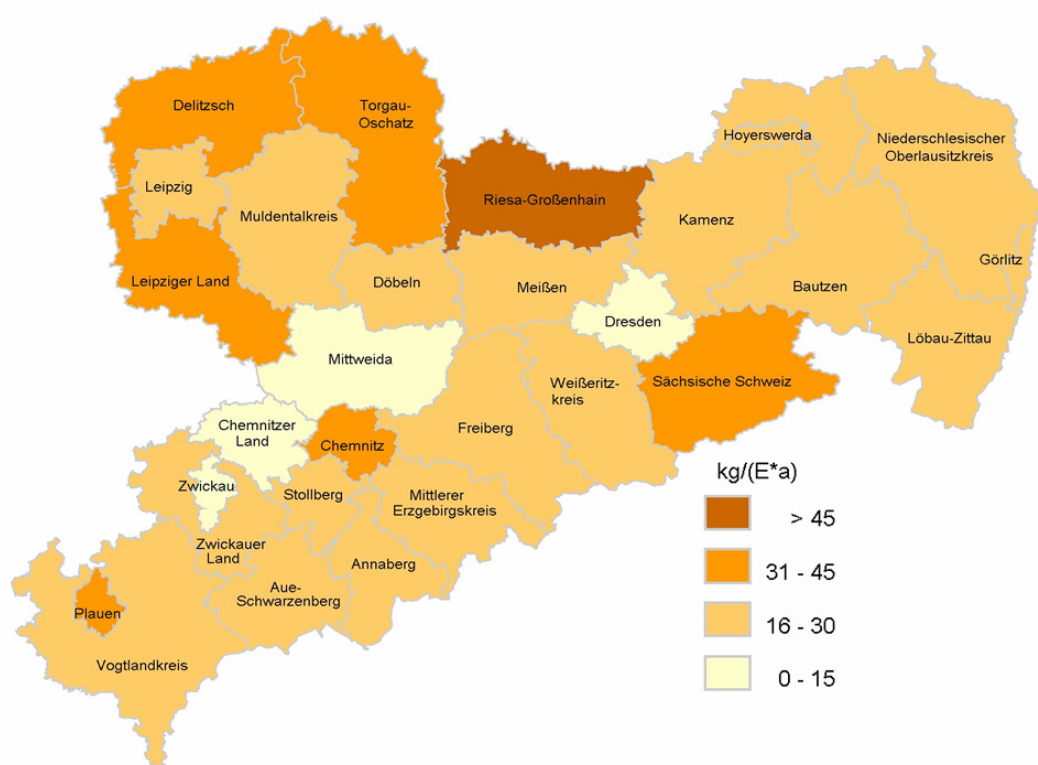 Delitzsch
Torgau-
Oschatz
Hoyerswerda
Niederschlesischer
Oberlausitzkreis
Leipzig
Muldentalkreis
Riesa-Großenhain
Kamenz
Görlitz
Leipziger Land
Döbeln
Meißen
Bautzen
Dresden
Löbau-Zittau
Mittweida
Weißeritz-
kreis
Sächsische Schweiz
Chemnitzer
Land
Chemnitz
Freiberg
Zwickau
Stollberg
Mittlerer
Erzgebirgskreis
Zwickauer
Land
Annaberg
Aue-
Schwarzenberg
Plauen
Vogtlandkreis
kg/(E*a)
> 45
31 - 45
16 - 30
0 - 15